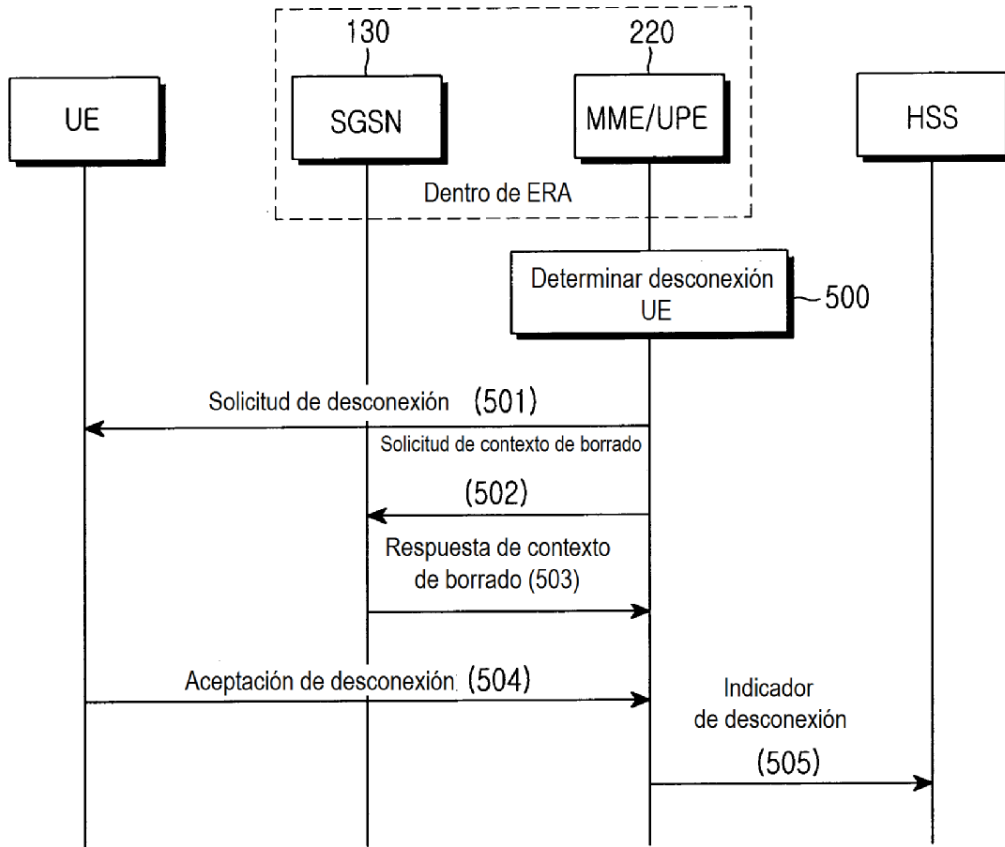 130
220
UE
SGSN
MME/UPE
HSS
Dentro de ERA
Determinar desconexión
UE
500
Solicitud de desconexión (501)
Solicitud de contexto de borrado
(502)
Respuesta de contexto
de borrado (503)
Aceptación de desconexión (504)
Indicador
de desconexión
(505)